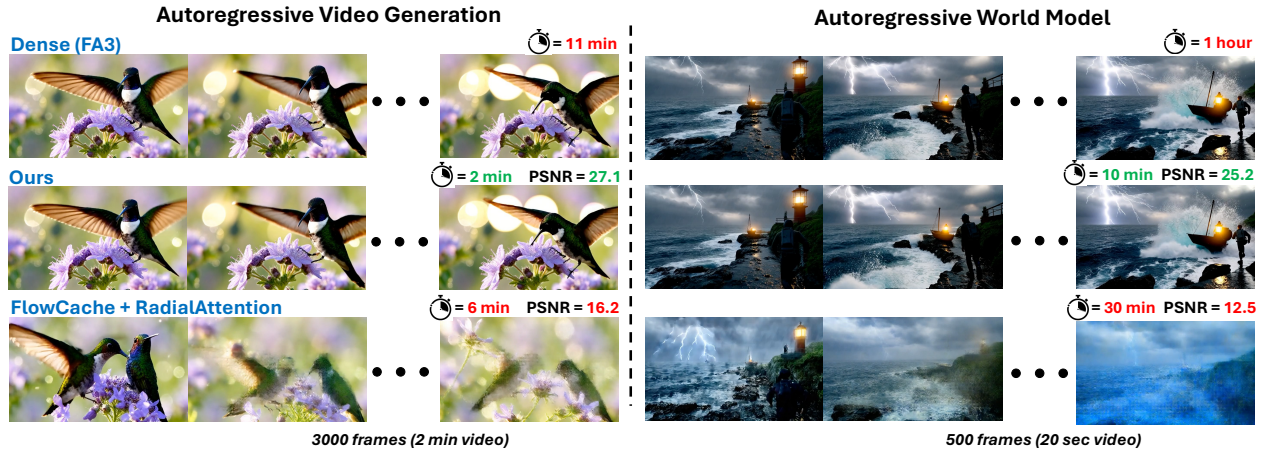 Autoregressive Video Generation
Dense (FA3)
= 11 min
Ours
= 2 min PSNR = 27.1
FlowCache + RadialAttention
= 6 min PSNR = 16.2
3000 frames (2 min video)
Autoregressive World Model
= 1 hour
= 10 min PSNR = 25.2
= 30 min PSNR = 12.5
500 frames (20 sec video)